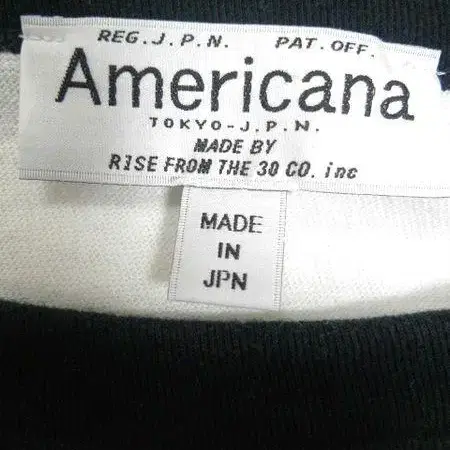 REG.J.P.N. PAT.OFF.
Americana
TOKYO-J.P.N.
MADE BY
RISE FROM THE 30 CO. inc
MADE
IN
JPN